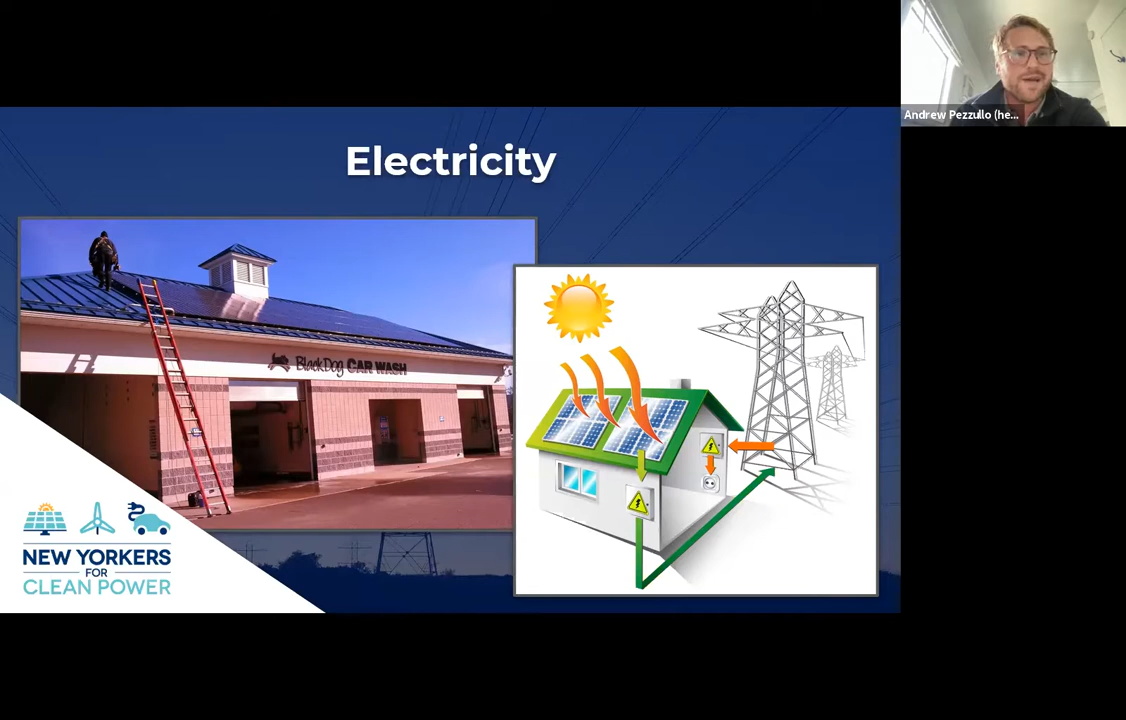 Andrew Pezzullo (he...
Electricity
BlackDog CAR WASH
NEW YORKERS
FOR
CLEAN POWER